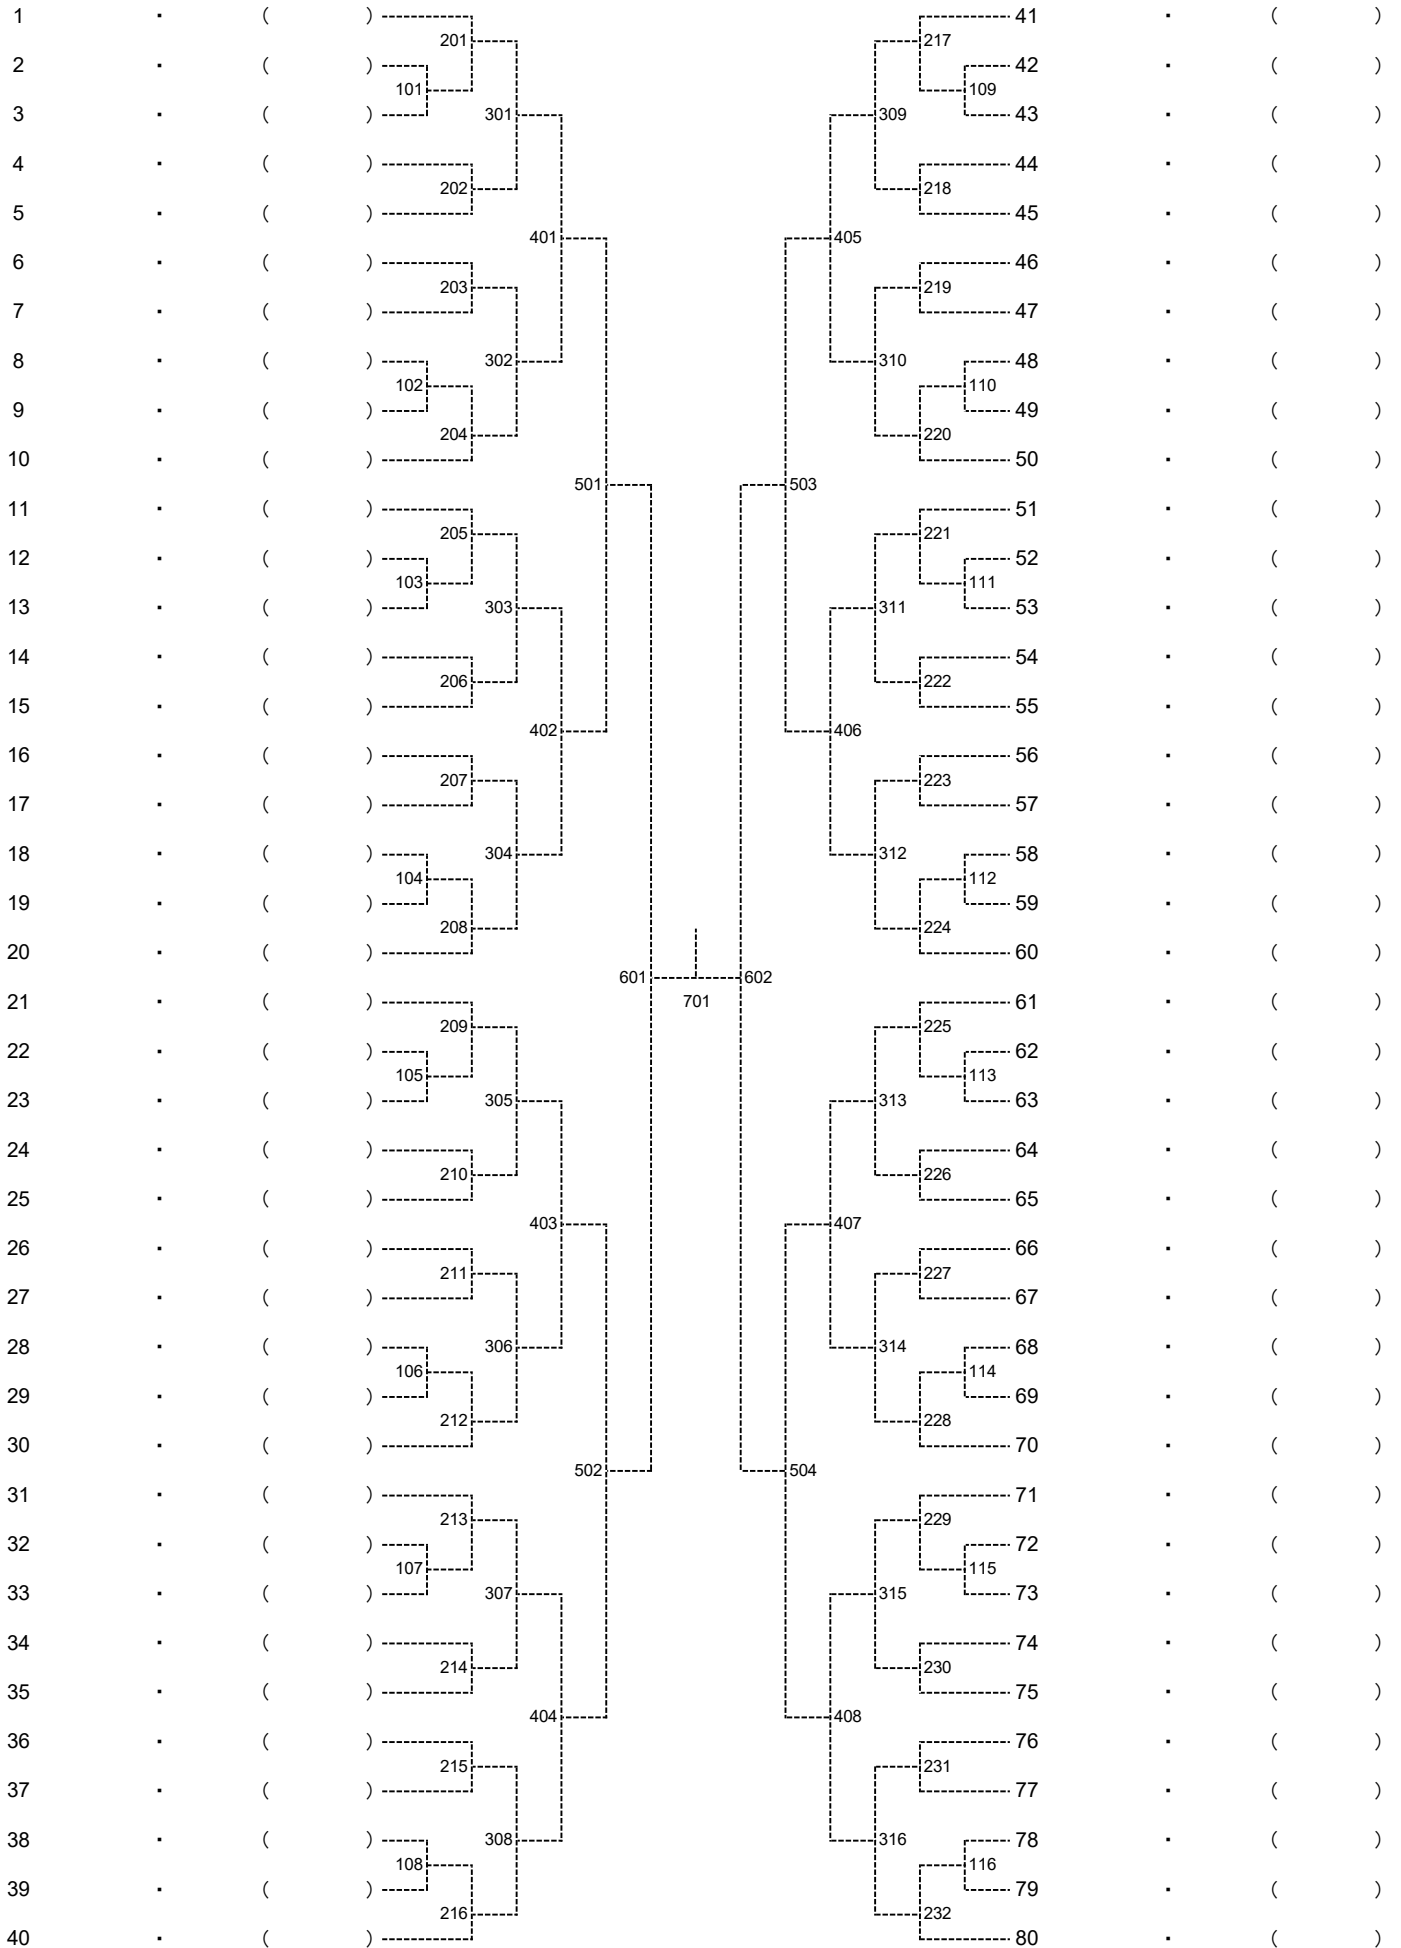 1 ・ ( ) 41 ・ ( )
201 217
2 ・ ( ) 42 ・ ( )
101 109
3 ・ ( ) 301 309 43 ・ ( )
4 ・ ( ) 44 ・ ( )
202 218
5 ・ ( ) 45 ・ ( )
401 405
6 ・ ( ) 46 ・ ( )
203 219
7 ・ ( ) 47 ・ ( )
8 ・ ( ) 302 310 48 ・ ( )
102 110
9 ・ ( ) 49 ・ ( )
204 220
10 ・ ( ) 50 ・ ( )
501 503
11 ・ ( ) 51 ・ ( )
205 221
12 ・ ( ) 52 ・ ( )
103 111
13 ・ ( ) 303 311 53 ・ ( )
14 ・ ( ) 54 ・ ( )
206 222
15 ・ ( ) 55 ・ ( )
402 406
16 ・ ( ) 56 ・ ( )
207 223
17 ・ ( ) 57 ・ ( )
18 ・ ( ) 304 312 58 ・ ( )
104 112
19 ・ ( ) 59 ・ ( )
208 224
20 ・ ( ) 60 ・ ( )
601 602
21 ・ ( ) 701 61 ・ ( )
209 225
22 ・ ( ) 62 ・ ( )
105 113
23 ・ ( ) 305 313 63 ・ ( )
24 ・ ( ) 64 ・ ( )
210 226
25 ・ ( ) 65 ・ ( )
403 407
26 ・ ( ) 66 ・ ( )
211 227
27 ・ ( ) 67 ・ ( )
28 ・ ( ) 306 314 68 ・ ( )
106 114
29 ・ ( ) 69 ・ ( )
212 228
30 ・ ( ) 70 ・ ( )
502 504
31 ・ ( ) 71 ・ ( )
213 229
32 ・ ( ) 72 ・ ( )
107 115
33 ・ ( ) 307 315 73 ・ ( )
34 ・ ( ) 74 ・ ( )
214 230
35 ・ ( ) 75 ・ ( )
404 408
36 ・ ( ) 76 ・ ( )
215 231
37 ・ ( ) 77 ・ ( )
38 ・ ( ) 308 316 78 ・ ( )
108 116
39 ・ ( ) 79 ・ ( )
216 232
40 ・ ( ) 80 ・ ( )